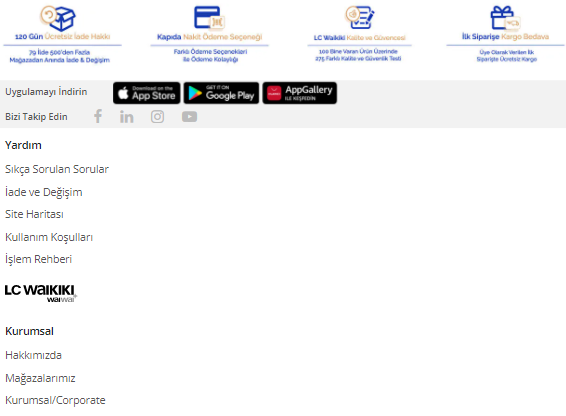 120 Gün Ücretsiz İade Hakkı
79 İlde 500'den Fazla
Mağazadan Anında İade & Değişim
Kapıda Nakit Ödeme Seçeneği
Farklı Ödeme Seçenekleri
ile Ödeme Kolaylığı
LC Waikiki Kalite ve Güvencesi
100 Bine Varan Ürün Üzerinde
275 Farklı Kalite ve Güvenlik Testi
İlk Siparişe Kargo Bedava
Üye Olarak Verilen İlk
Siparişte Ücretsiz Kargo
Uygulamayı İndirin
Download on the
App Store
GET IT ON
Google Play
AppGallery
İLE KEŞFEDİN
Bizi Takip Edin
Yardım
Sıkça Sorulan Sorular
İade ve Değişim
Site Haritası
Kullanım Koşulları
İşlem Rehberi
LC WAIKIKI
waiwai
Kurumsal
Hakkımızda
Mağazalarımız
Kurumsal/Corporate